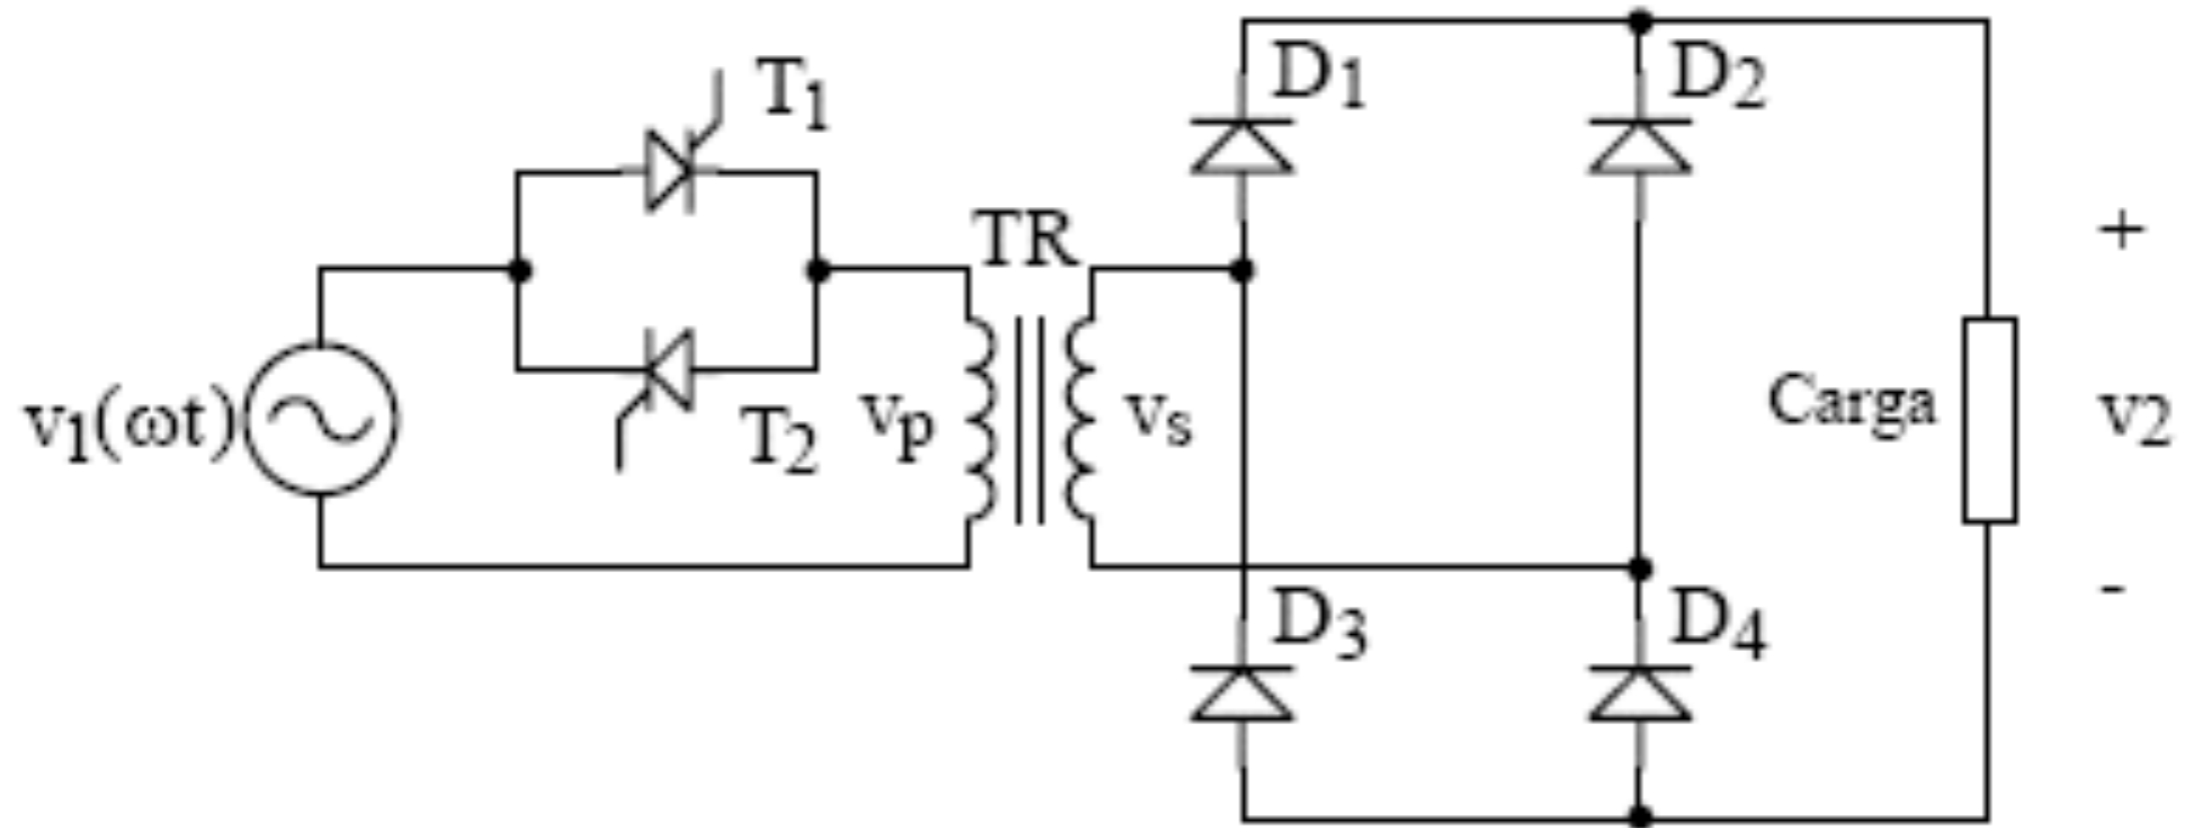 T1
T2
v1(ωt)
TR
vp
vs
D1
D2
D3
D4
Carga
+
v2
-